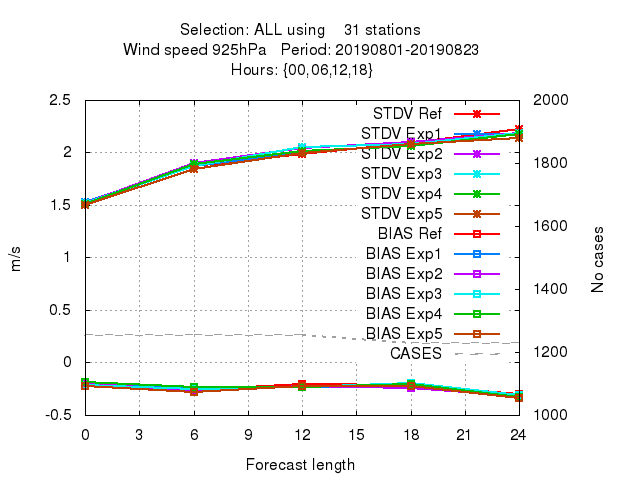 Selection: ALL using    31 stations
Wind speed 925hPa   Period: 20190801-20190823
Hours: {00,06,12,18}
2.5
2
1.5
1
0.5
0
-0.5
m/s
2000
1800
1600
1400
1200
1000
No cases
STDV Ref
STDV Exp1
STDV Exp2
STDV Exp3
STDV Exp4
STDV Exp5
BIAS Ref
BIAS Exp1
BIAS Exp2
BIAS Exp3
BIAS Exp4
BIAS Exp5
CASES
0 3 6 9 12 15 18 21 24
Forecast length